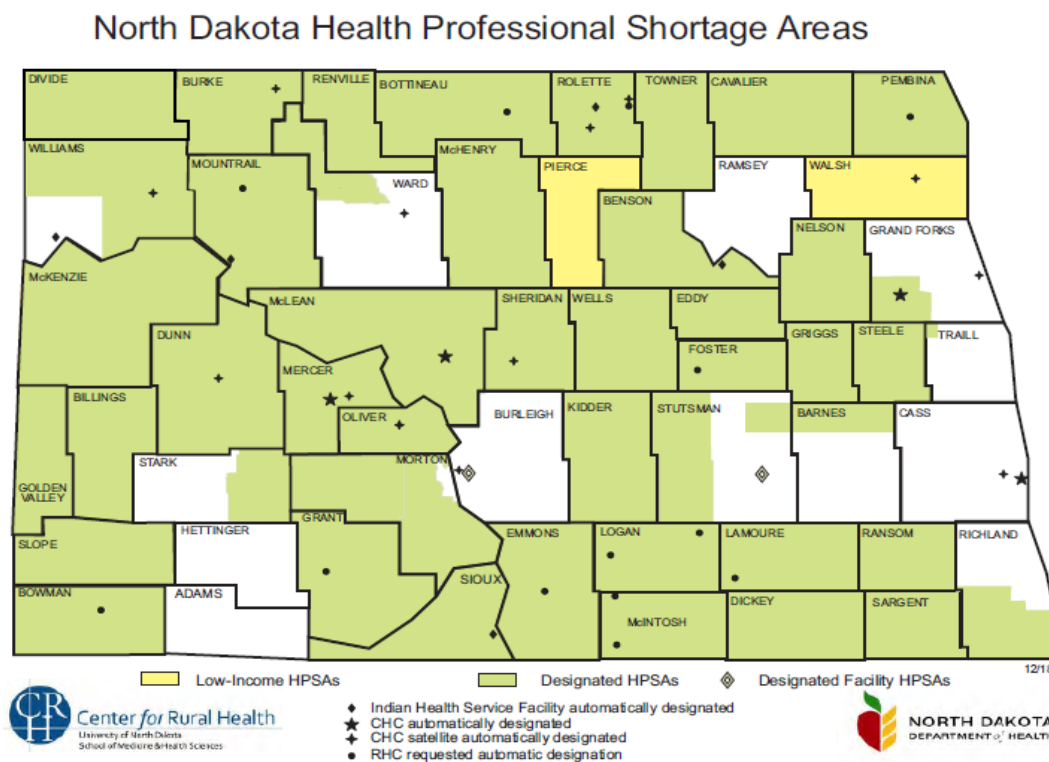 North Dakota Health Professional Shortage Areas
DIVIDE
BURKE
RENVILLE
BOTTINEAU
ROLETTE
TOWNER
CAVALIER
PEMBINA
WILLIAMS
MOUNTRAIL
WARD
McHENRY
PIERCE
RAMSEY
WALSH
BENSON
NELSON
GRAND FORKS
McKENZIE
McLEAN
SHERIDAN
WELLS
EDDY
DUNN
GRIGGS
STEELE
TRAILL
MERCER
FOSTER
BILLINGS
OLIVER
BURLEIGH
KIDDER
STUTSMAN
BARNES
CASS
STARK
MORTON
GOLDEN
VALLEY
GRANT
HETTINGER
EMMONS
LOGAN
LAMOURE
RANSOM
RICHLAND
SLOPE
SIOUX
BOWMAN
ADAMS
McINTOSH
DICKEY
SARGENT
12/18
Low-Income HPSAs
Designated HPSAs
Designated Facility HPSAs
Indian Health Service Facility automatically designated
CHC automatically designated
CHC satellite automatically designated
RHC requested automatic designation
CRH
Center for Rural Health
University of North Dakota
School of Medicine & Health Sciences
NORTH DAKOTA
DEPARTMENT of HEALTH